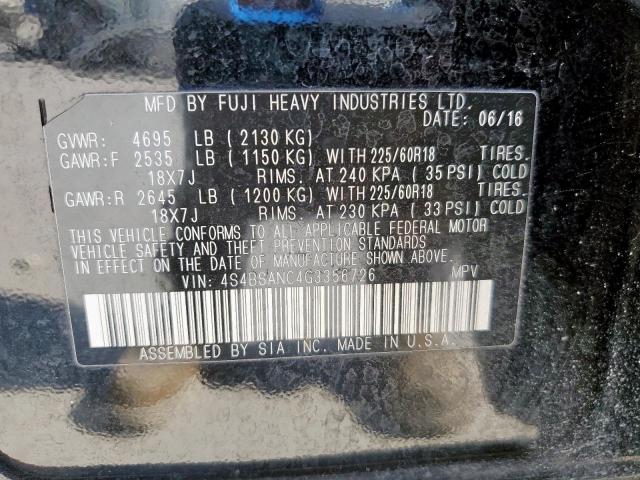 MFD BY FUJI HEAVY INDUSTRIES LTD.
DATE: 06/16
GVWR: 4695 LB ( 2130 KG)
GAWR:F 2535 LB ( 1150 KG) WITH 225/60R18 TIRES.
18X7J RIMS. AT 240 KPA ( 35 PSI) COLD
GAWR:R 2645 LB ( 1200 KG) WITH 225/60R18 TIRES.
18X7J RIMS. AT 230 KPA ( 33 PSI) COLD
THIS VEHICLE CONFORMS TO ALL APPLICABLE FEDERAL MOTOR
VEHICLE SAFETY AND THEFT PREVENTION STANDARDS
IN EFFECT ON THE DATE OF MANUFACTURE SHOWN ABOVE.
VIN: 4S4BSANC4G3356726 MPV
ASSEMBLED BY SIA INC. MADE IN U.S.A.